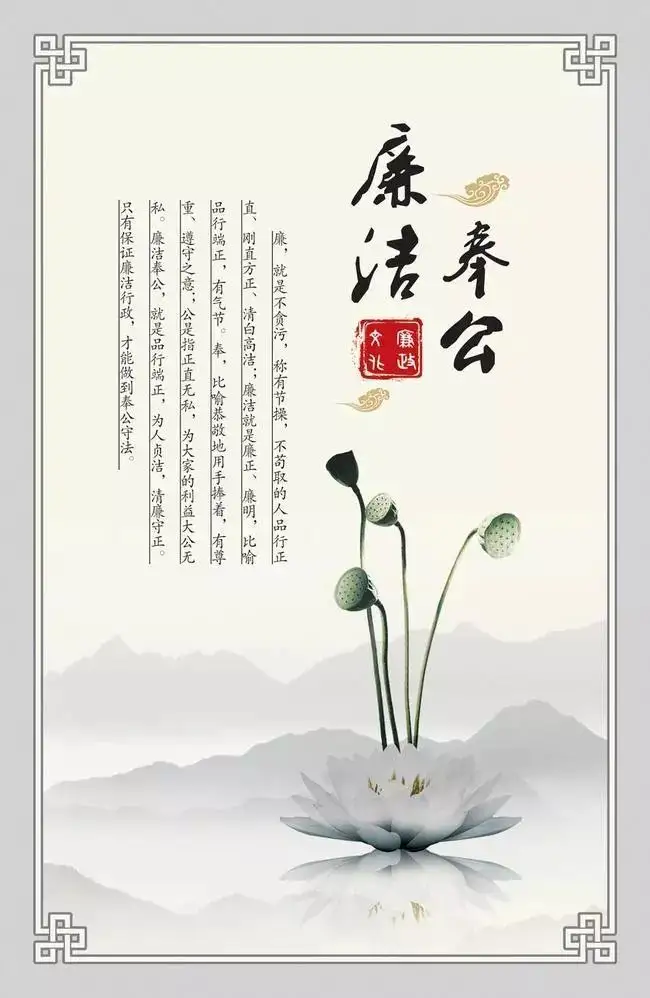 廉洁
奉公
廉政
文化
廉，就是不贪污，称有节操，不苟取的人品行正
直、刚直方正、清白高洁；廉洁就是廉正、廉明，比喻
品行端正，有气节。奉，比喻恭敬地用手捧着，有尊
重、遵守之意；公是指正直无私，为大家的利益大公无
私。廉洁奉公，就是品行端正，为人贞洁，清廉守正。
只有保证廉洁行政，才能做到奉公守法。